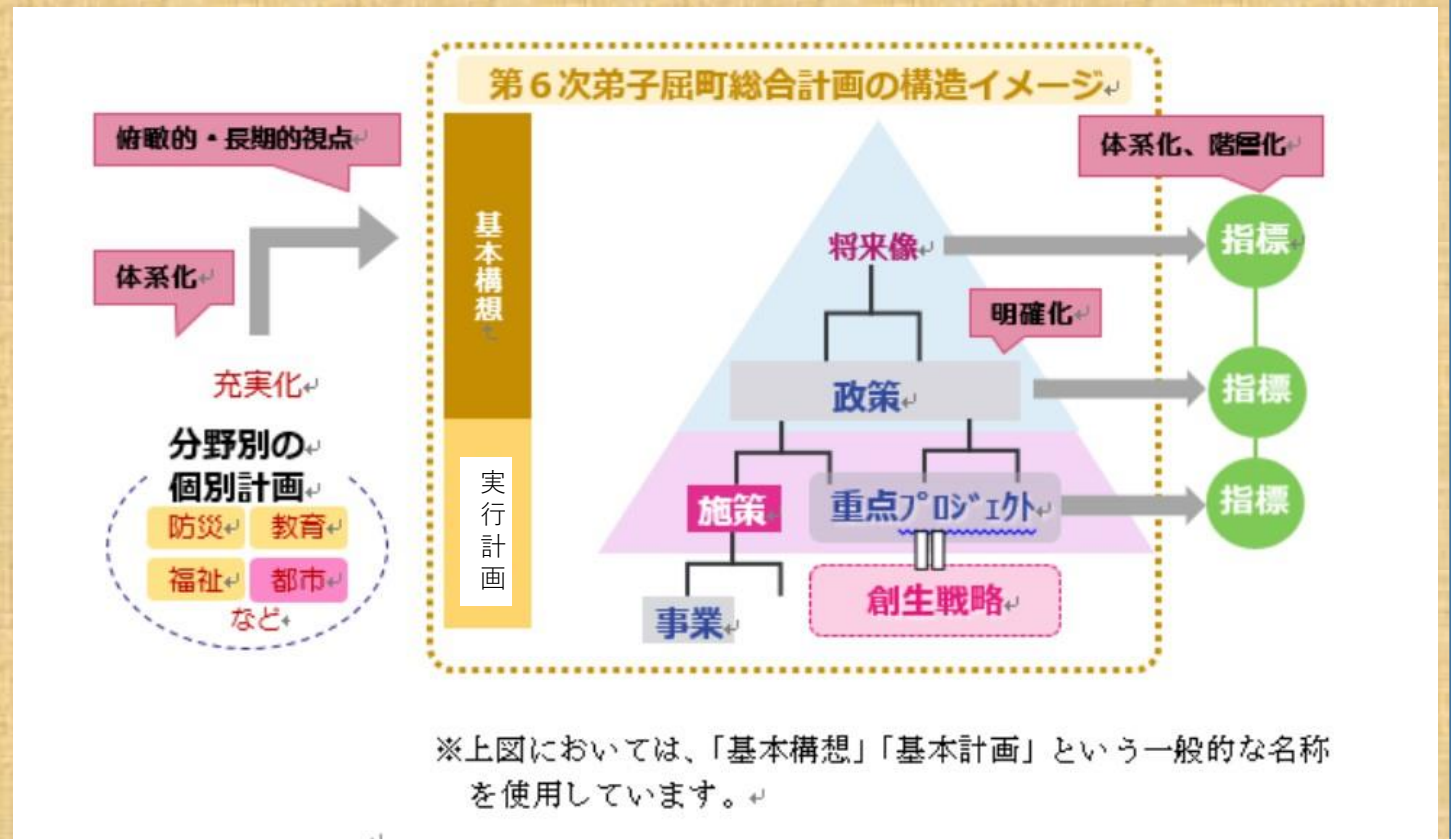 第６次弟子屈町総合計画の構造イメージ
俯瞰的・長期的視点
体系化、階層化
基本構想
将来像
指標
体系化
明確化
充実化
政策
指標
分野別の
個別計画
実行計画
施策
重点ﾌﾟﾛｼﾞｪｸﾄ
指標
防災
教育
福祉
都市
など
創生戦略
事業
※上図においては、「基本構想」「基本計画」という一般的な名称
を使用しています。